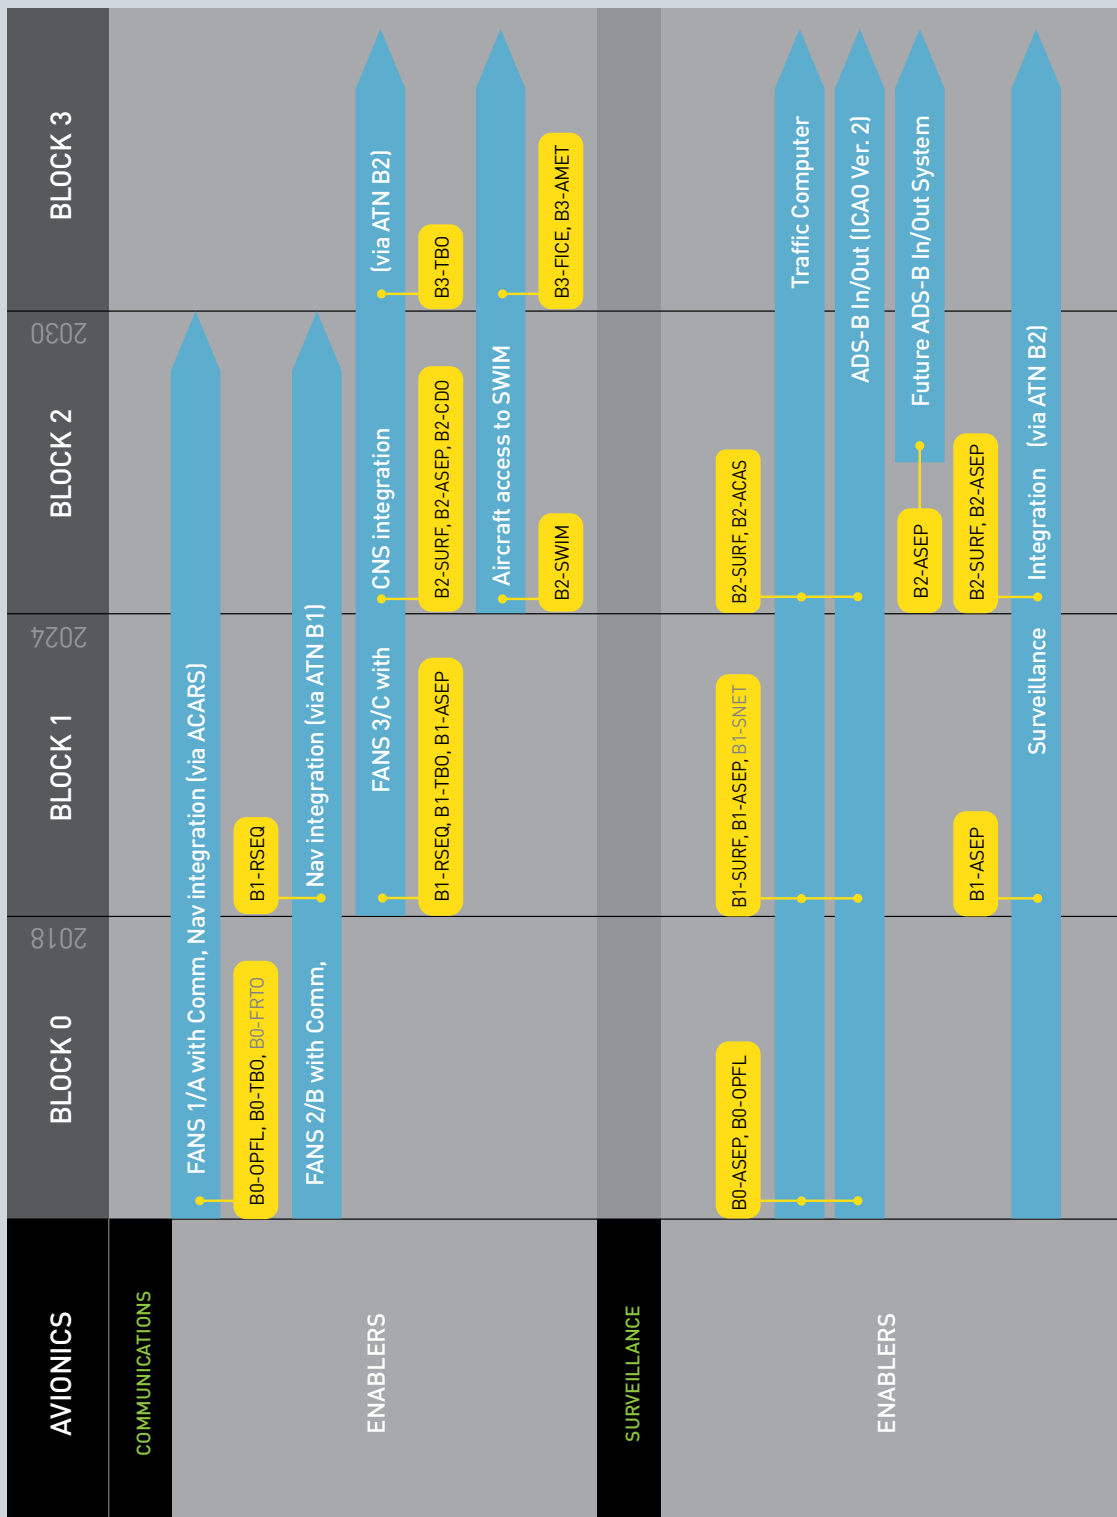 AVIONICS
BLOCK 0
2018
BLOCK 1
2024
BLOCK 2
2030
BLOCK 3
COMMUNICATIONS
ENABLERS
FANS 1/A with Comm, Nav integration (via ACARS)
B0-OPFL, B0-TBO, B0-FRTO
B1-RSEQ
FANS 2/B with Comm, Nav integration (via ATN B1)
FANS 3/C with CNS integration (via ATN B2)
B1-RSEQ, B1-TBO, B1-ASEP
B2-SURF, B2-ASEP, B2-CDO
B3-TBO
Aircraft access to SWIM
B2-SWIM
B3-FICE, B3-AMET
SURVEILLANCE
ENABLERS
B0-ASEP, B0-OPFL
B1-SURF, B1-ASEP, B1-SNET
B2-SURF, B2-ACAS
Traffic Computer
ADS-B In/Out (ICAO Ver. 2)
B2-ASEP
Future ADS-B In/Out System
B1-ASEP
B2-SURF, B2-ASEP
Surveillance Integration (via ATN B2)